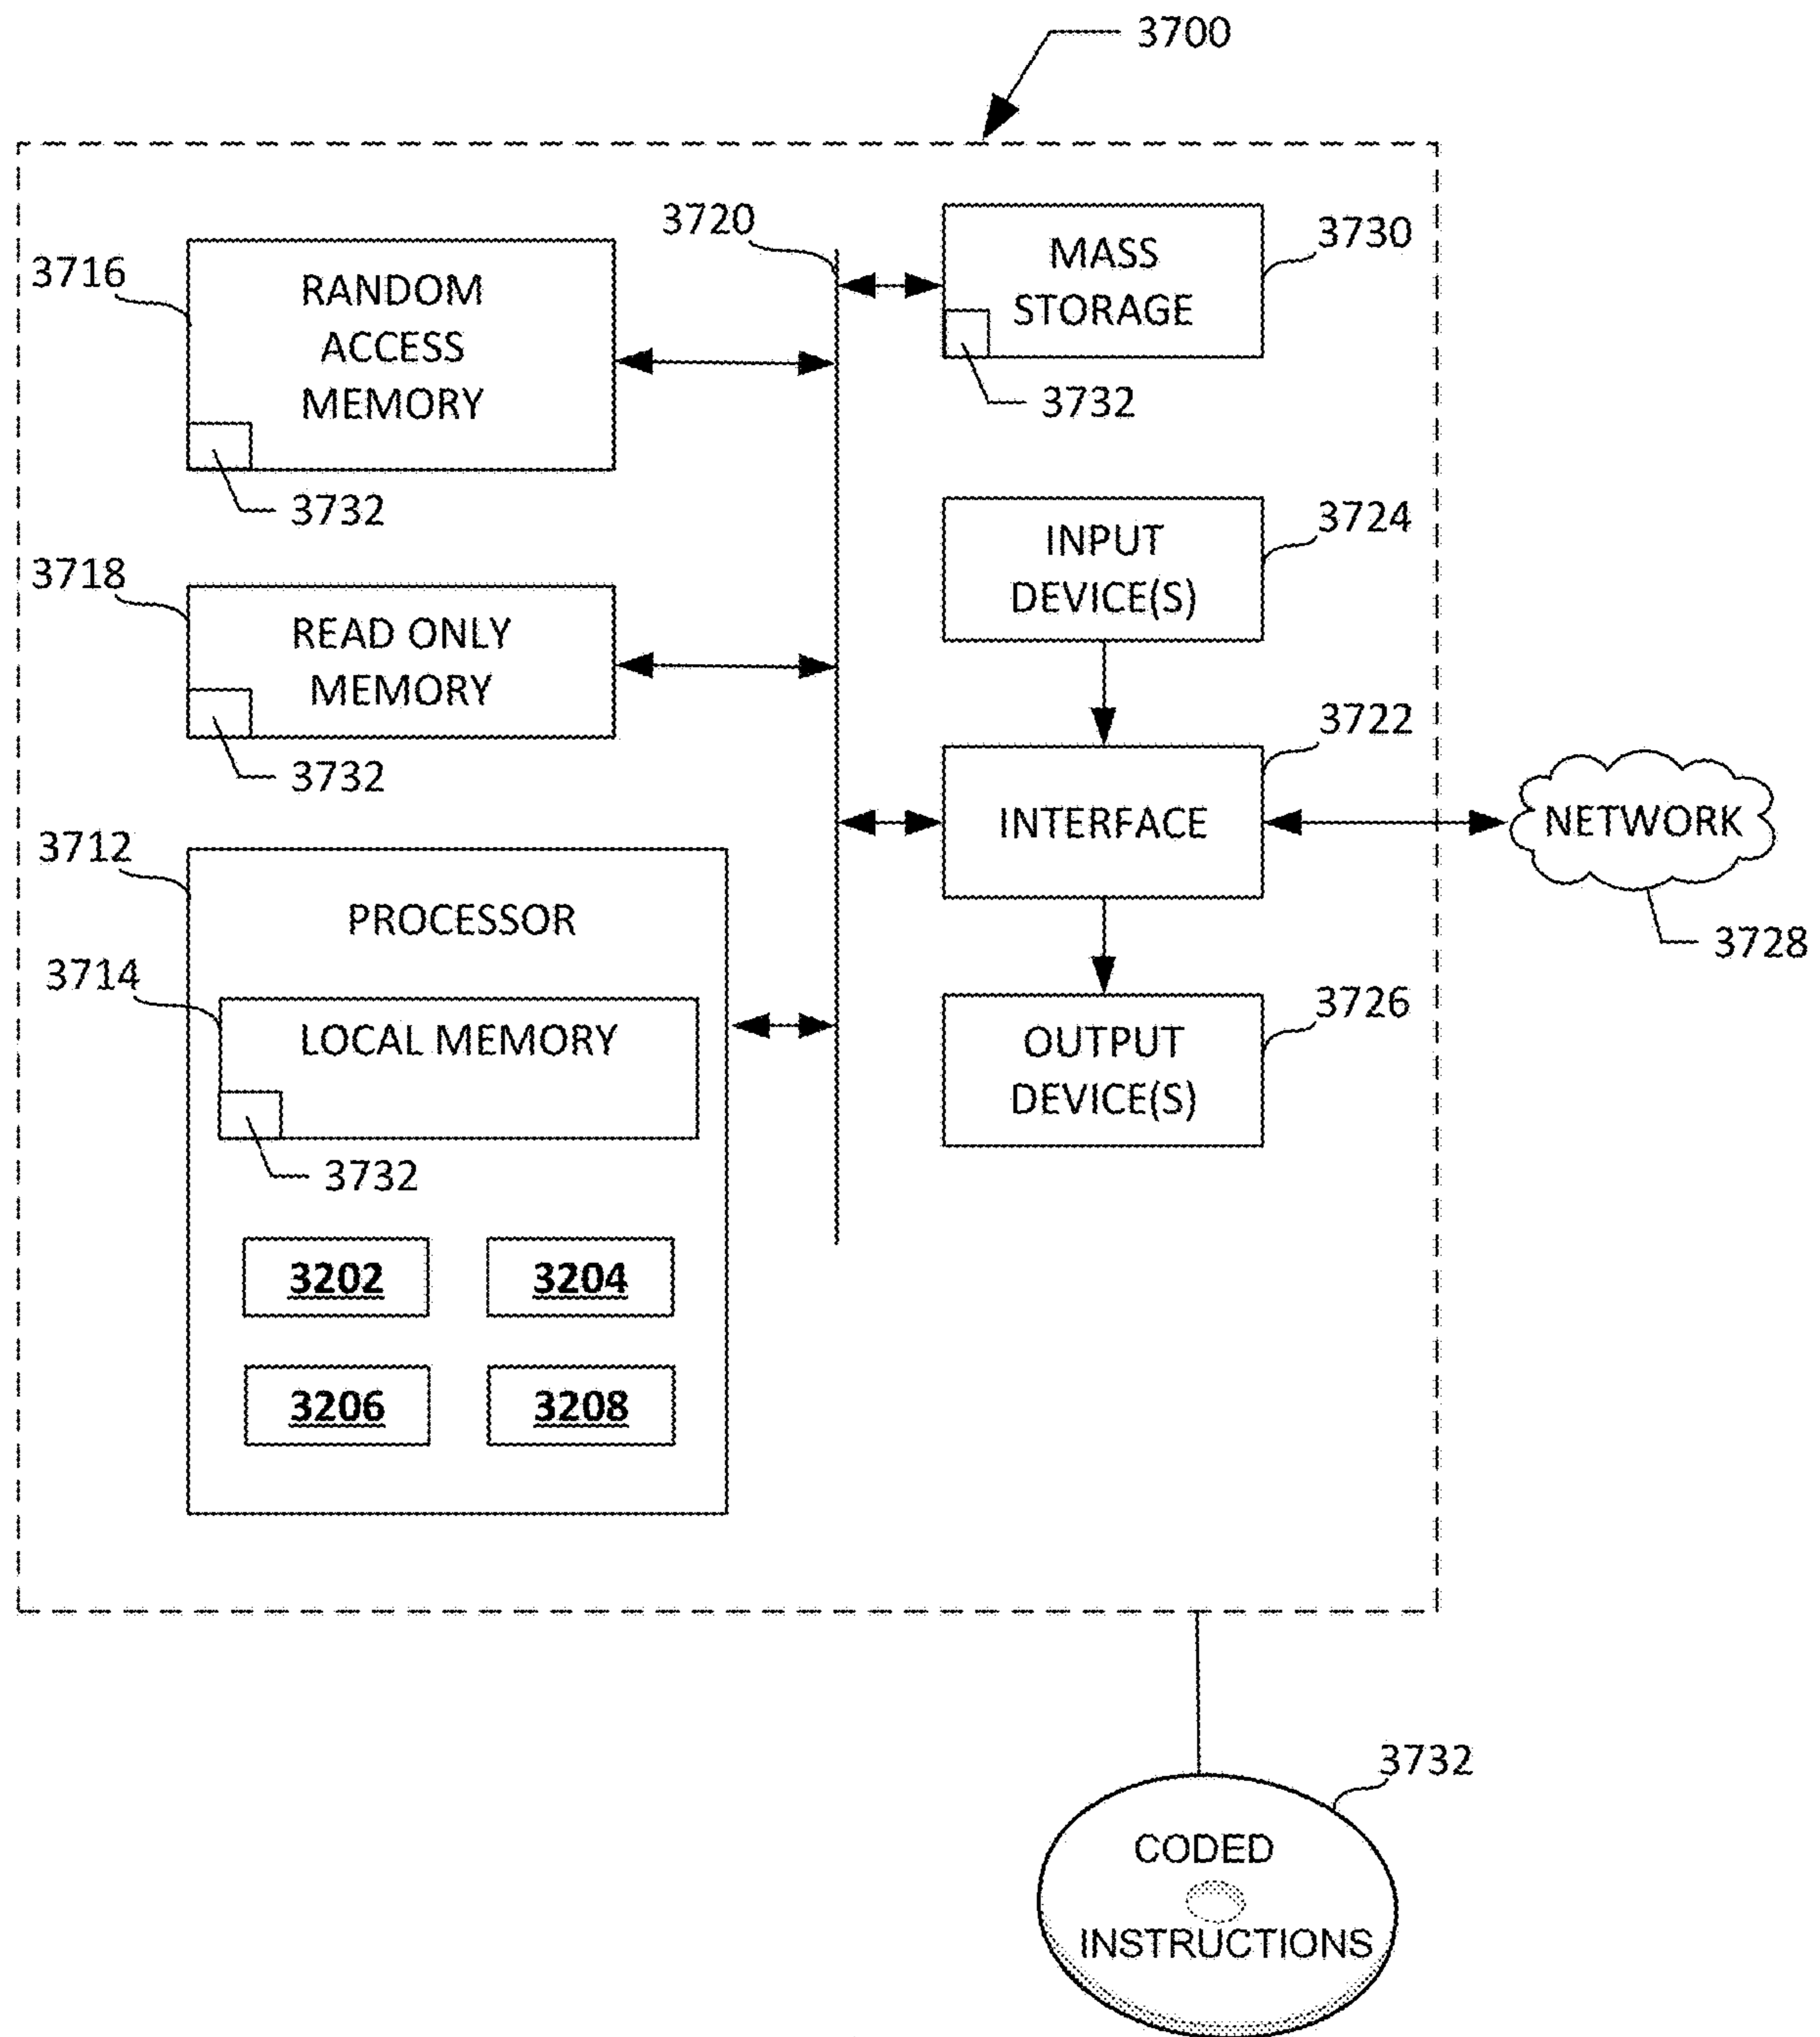 3700
3720
MASS
STORAGE
3730
3732
3716
RANDOM
ACCESS
MEMORY
3732
INPUT
DEVICE(S)
3724
3718
READ ONLY
MEMORY
3732
3722
INTERFACE
NETWORK
3728
3712
PROCESSOR
3714
LOCAL MEMORY
3732
3726
OUTPUT
DEVICE(S)
3202
3204
3206
3208
3732
CODED
INSTRUCTIONS